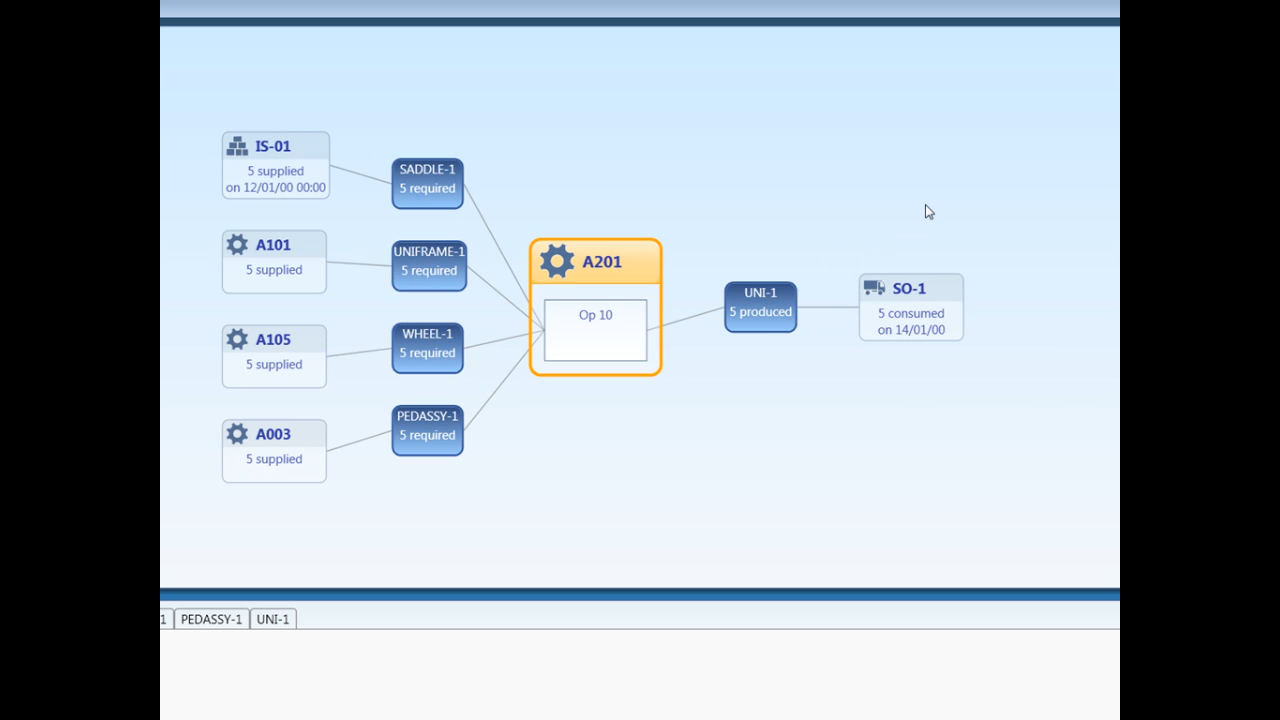 IS-01
5 supplied
on 12/01/00 00:00
SADDLE-1
5 required
A101
5 supplied
UNIFRAME-1
5 required
A201
Op 10
UNI-1
5 produced
SO-1
5 consumed
on 14/01/00
A105
5 supplied
WHEEL-1
5 required
A003
5 supplied
PEDASSY-1
5 required
1 PEDASSY-1 UNI-1